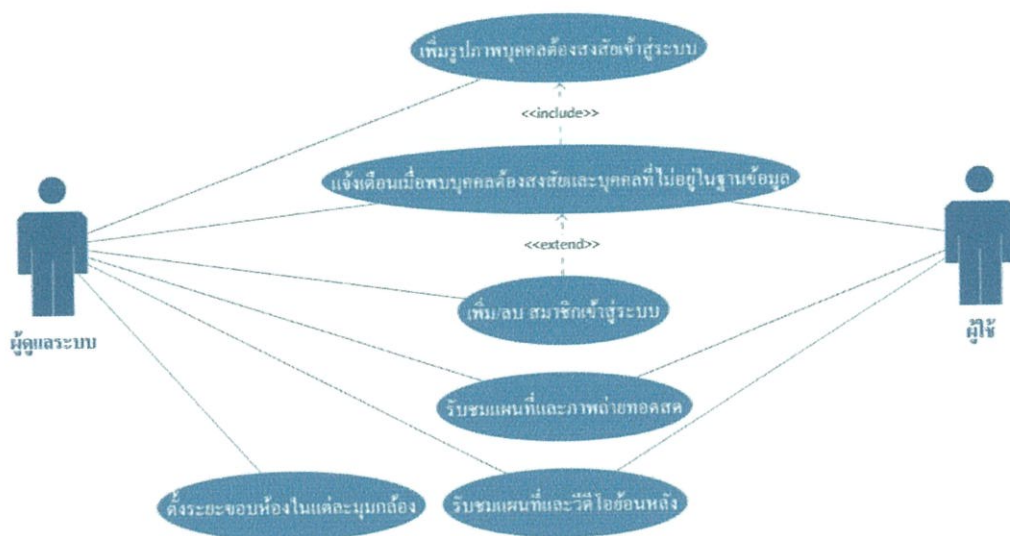 เพิ่มรูปภาพบุคคลต้องสงสัยเข้าสู่ระบบ
<<include>>
แจ้งเตือนเมื่อพบบุคคลต้องสงสัยและบุคคลที่ไม่อยู่ในฐานข้อมูล
<<extend>>
เพิ่ม/ลบ สมาชิกเข้าสู่ระบบ
ผู้ดูแลระบบ
ผู้ใช้
รับชมแผนที่และภาพถ่ายทอดสด
ตั้งระยะขอบห้องในแต่ละมุมกล้อง
รับชมแผนที่และวีดีโอย้อนหลัง